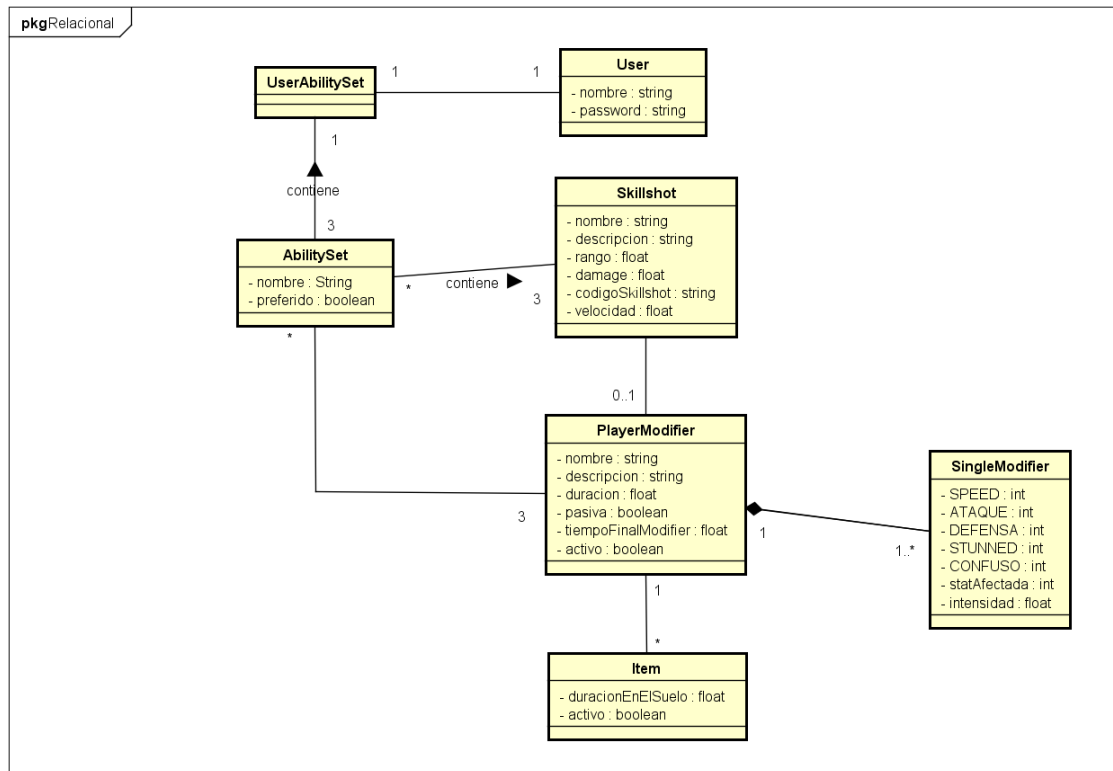 pkgRelacional
UserAbilitySet
1
1
User
- nombre : string
- password : string
1
contiene
3
AbilitySet
- nombre : String
- preferido : boolean
*
contiene
3
Skillshot
- nombre : string
- descripcion : string
- rango : float
- damage : float
- codigoSkillshot : string
- velocidad : float
*
3
0..1
PlayerModifier
- nombre : string
- descripcion : string
- duracion : float
- pasiva : boolean
- tiempoFinalModifier : float
- activo : boolean
1
1..*
SingleModifier
- SPEED : int
- ATAQUE : int
- DEFENSA : int
- STUNNED : int
- CONFUSO : int
- statAfectada : int
- intensidad : float
1
*
Item
- duracionEnElSuelo : float
- activo : boolean